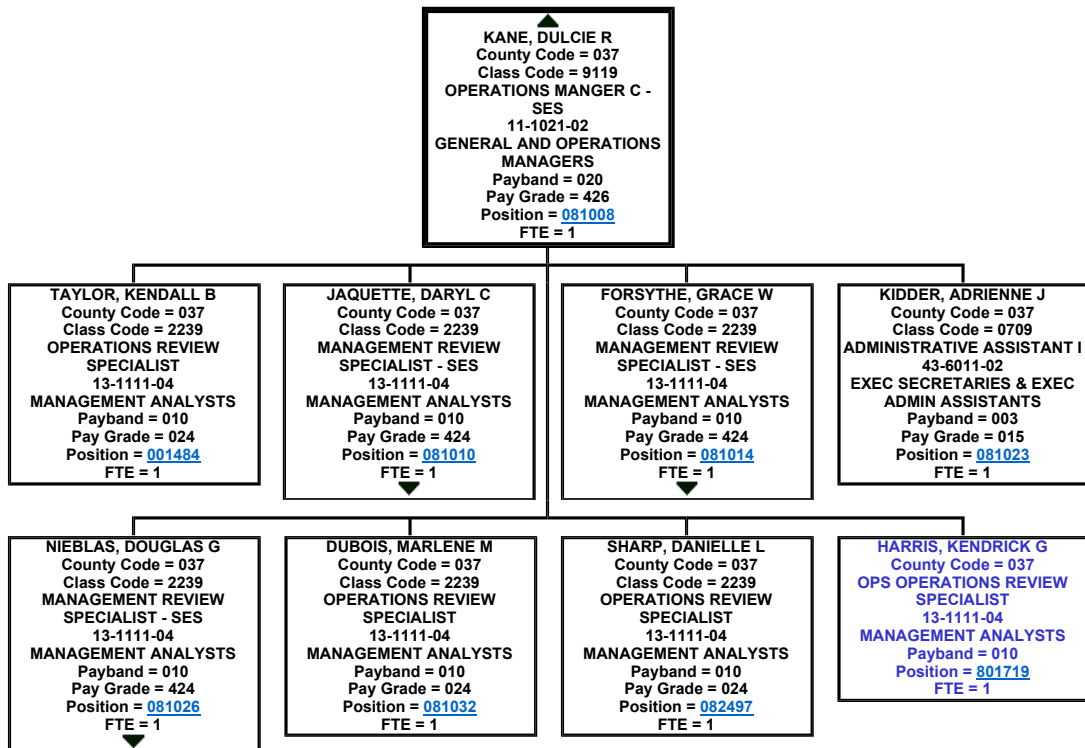 KANE, DULCIE R
County Code = 037
Class Code = 9119
OPERATIONS MANGER C -
SES
11-1021-02
GENERAL AND OPERATIONS
MANAGERS
Payband = 020
Pay Grade = 426
Position = 081008
FTE = 1
TAYLOR, KENDALL B
County Code = 037
Class Code = 2239
OPERATIONS REVIEW
SPECIALIST
13-1111-04
MANAGEMENT ANALYSTS
Payband = 010
Pay Grade = 024
Position = 001484
FTE = 1
JAQUETTE, DARYL C
County Code = 037
Class Code = 2239
MANAGEMENT REVIEW
SPECIALIST - SES
13-1111-04
MANAGEMENT ANALYSTS
Payband = 010
Pay Grade = 424
Position = 081010
FTE = 1
FORSYTHE, GRACE W
County Code = 037
Class Code = 2239
MANAGEMENT REVIEW
SPECIALIST - SES
13-1111-04
MANAGEMENT ANALYSTS
Payband = 010
Pay Grade = 424
Position = 081014
FTE = 1
KIDDER, ADRIENNE J
County Code = 037
Class Code = 0709
ADMINISTRATIVE ASSISTANT I
43-6011-02
EXEC SECRETARIES & EXEC
ADMIN ASSISTANTS
Payband = 003
Pay Grade = 015
Position = 081023
FTE = 1
NIEBLAS, DOUGLAS G
County Code = 037
Class Code = 2239
MANAGEMENT REVIEW
SPECIALIST - SES
13-1111-04
MANAGEMENT ANALYSTS
Payband = 010
Pay Grade = 424
Position = 081026
FTE = 1
DUBOIS, MARLENE M
County Code = 037
Class Code = 2239
OPERATIONS REVIEW
SPECIALIST
13-1111-04
MANAGEMENT ANALYSTS
Payband = 010
Pay Grade = 024
Position = 081032
FTE = 1
SHARP, DANIELLE L
County Code = 037
Class Code = 2239
OPERATIONS REVIEW
SPECIALIST
13-1111-04
MANAGEMENT ANALYSTS
Payband = 010
Pay Grade = 024
Position = 082497
FTE = 1
HARRIS, KENDRICK G
County Code = 037
OPS OPERATIONS REVIEW
SPECIALIST
13-1111-04
MANAGEMENT ANALYSTS
Payband = 010
Position = 801719
FTE = 1